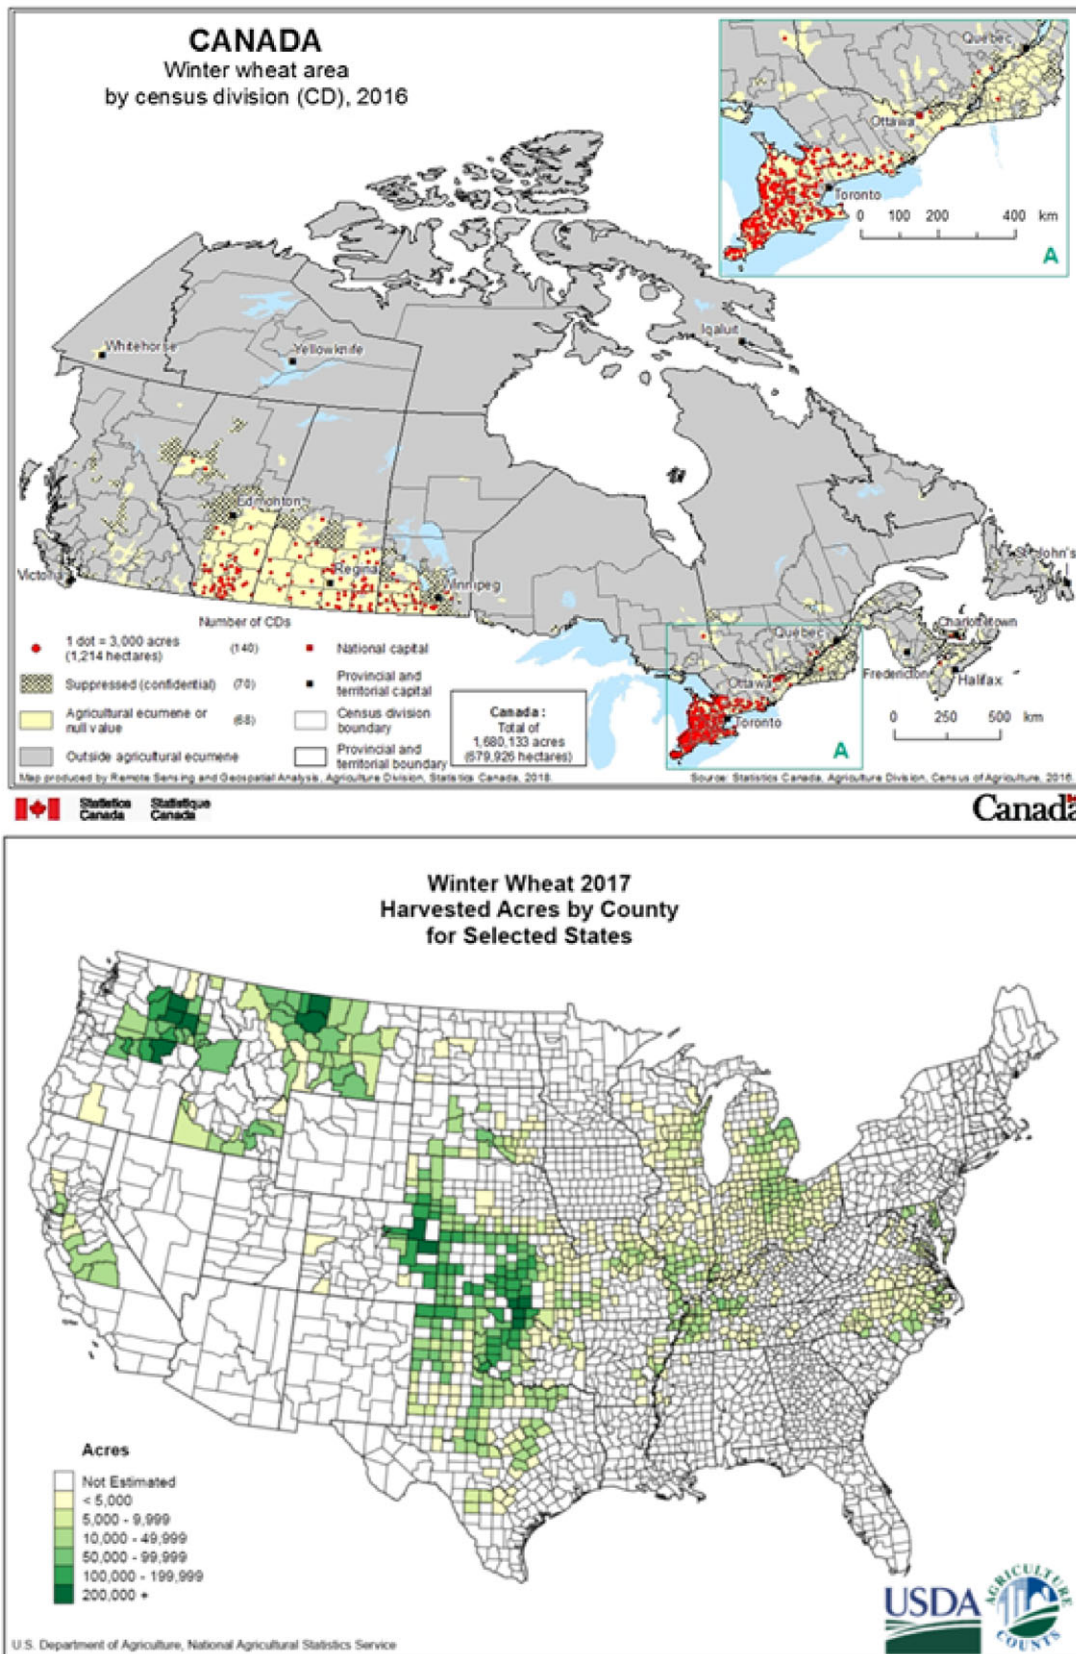 CANADA
Winter wheat area
by census division (CD), 2016
Quebec
Ottawa
Toronto
0 100 200 400 km
A
Whitehorse
Yellowknife
Iqaluit
Edmonton
Regina
Winnipeg
Victoria
St. John's
Charlottetown
Québec
Fredericton
Halifax
Ottawa
Toronto
A
0 250 500 km
Number of CDs
1 dot = 3,000 acres
(1,214 hectares)
(140)
National capital
Suppressed (confidential)
(70)
Provincial and
territorial capital
Agricultural ecumene or
null value
(68)
Census division
boundary
Outside agricultural ecumene
Provincial and
territorial boundary
Canada :
Total of
1,680,133 acres
(679,926 hectares)
Map produced by Remote Sensing and Geospatial Analysis, Agriculture Division, Statistics Canada, 2018.
Source: Statistics Canada, Agriculture Division, Census of Agriculture, 2016.
Statistics Statistique
Canada Canada
Canada
Winter Wheat 2017
Harvested Acres by County
for Selected States
Acres
Not Estimated
< 5,000
5,000 - 9,999
10,000 - 49,999
50,000 - 99,999
100,000 - 199,999
200,000 +
USDA
AGRICULTURE
COUNTS
U.S. Department of Agriculture, National Agricultural Statistics Service